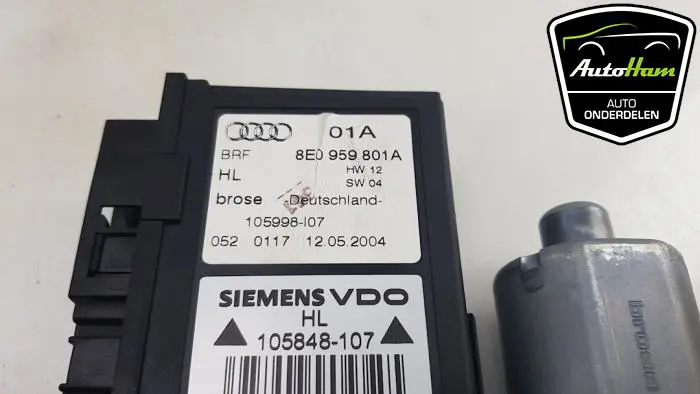 01A
BRF 8E0 959 801A
HL HW 12
SW 04
brose -Deutschland-
105998-I07
052 0117 12.05.2004
SIEMENS VDO
HL
105848-107
AutoHam
AUTO
ONDERDELEN